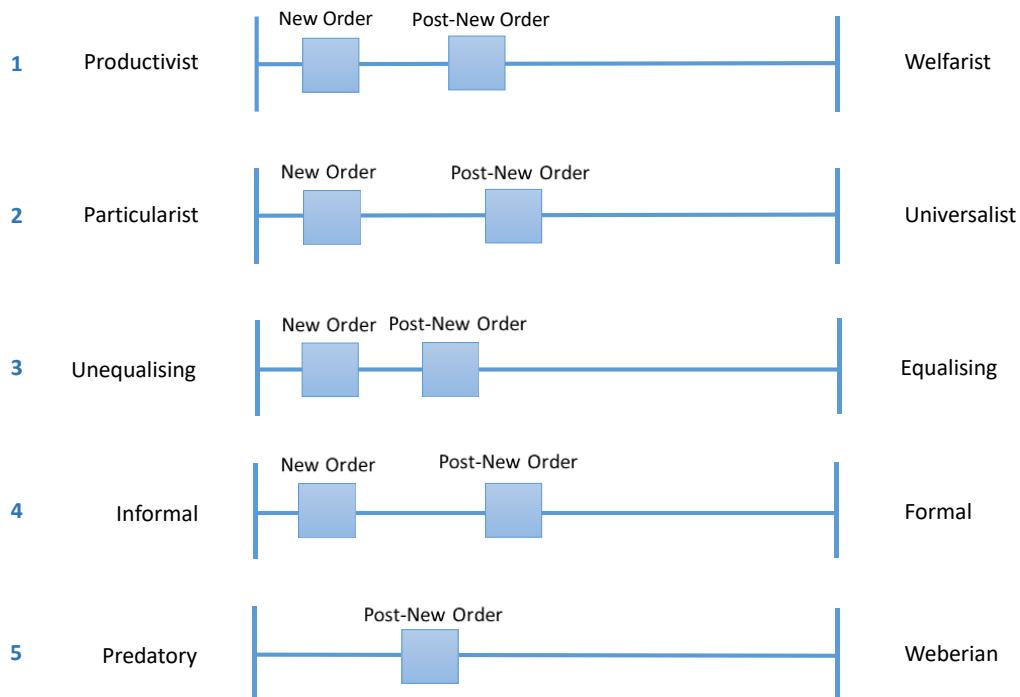 New Order Post-New Order
1 Productivist Welfarist
New Order Post-New Order
2 Particularist Universalist
New Order Post-New Order
3 Unequalising Equalising
New Order Post-New Order
4 Informal Formal
Post-New Order
5 Predatory Weberian